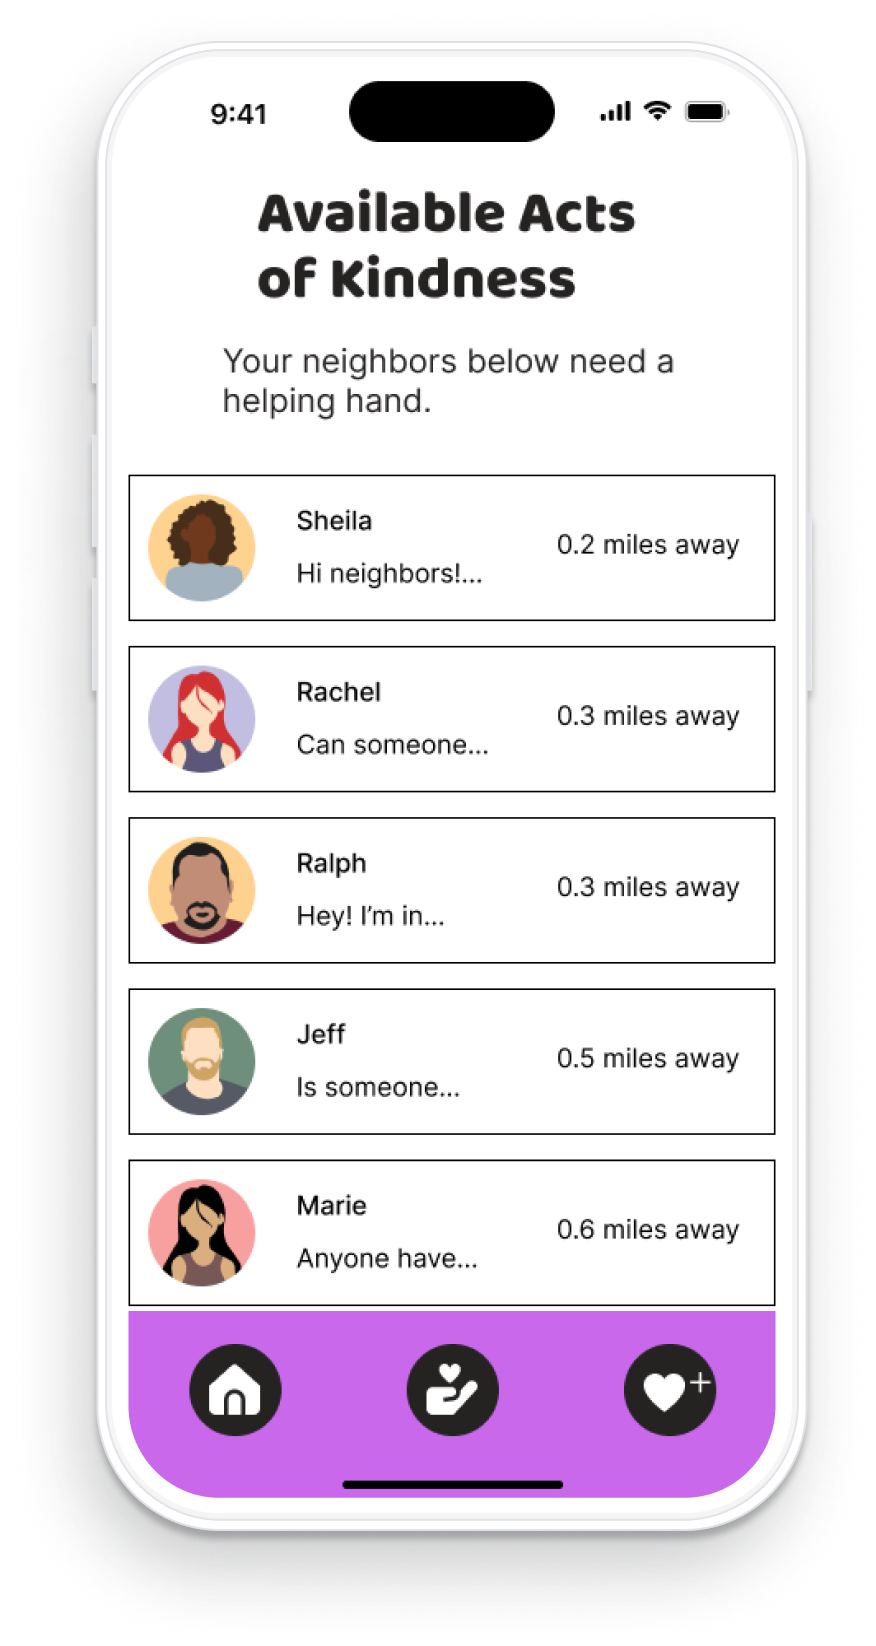 9:41
Available Acts
of Kindness
Your neighbors below need a
helping hand.
Sheila
Hi neighbors!...
0.2 miles away
Rachel
Can someone...
0.3 miles away
Ralph
Hey! I’m in...
0.3 miles away
Jeff
Is someone...
0.5 miles away
Marie
Anyone have...
0.6 miles away